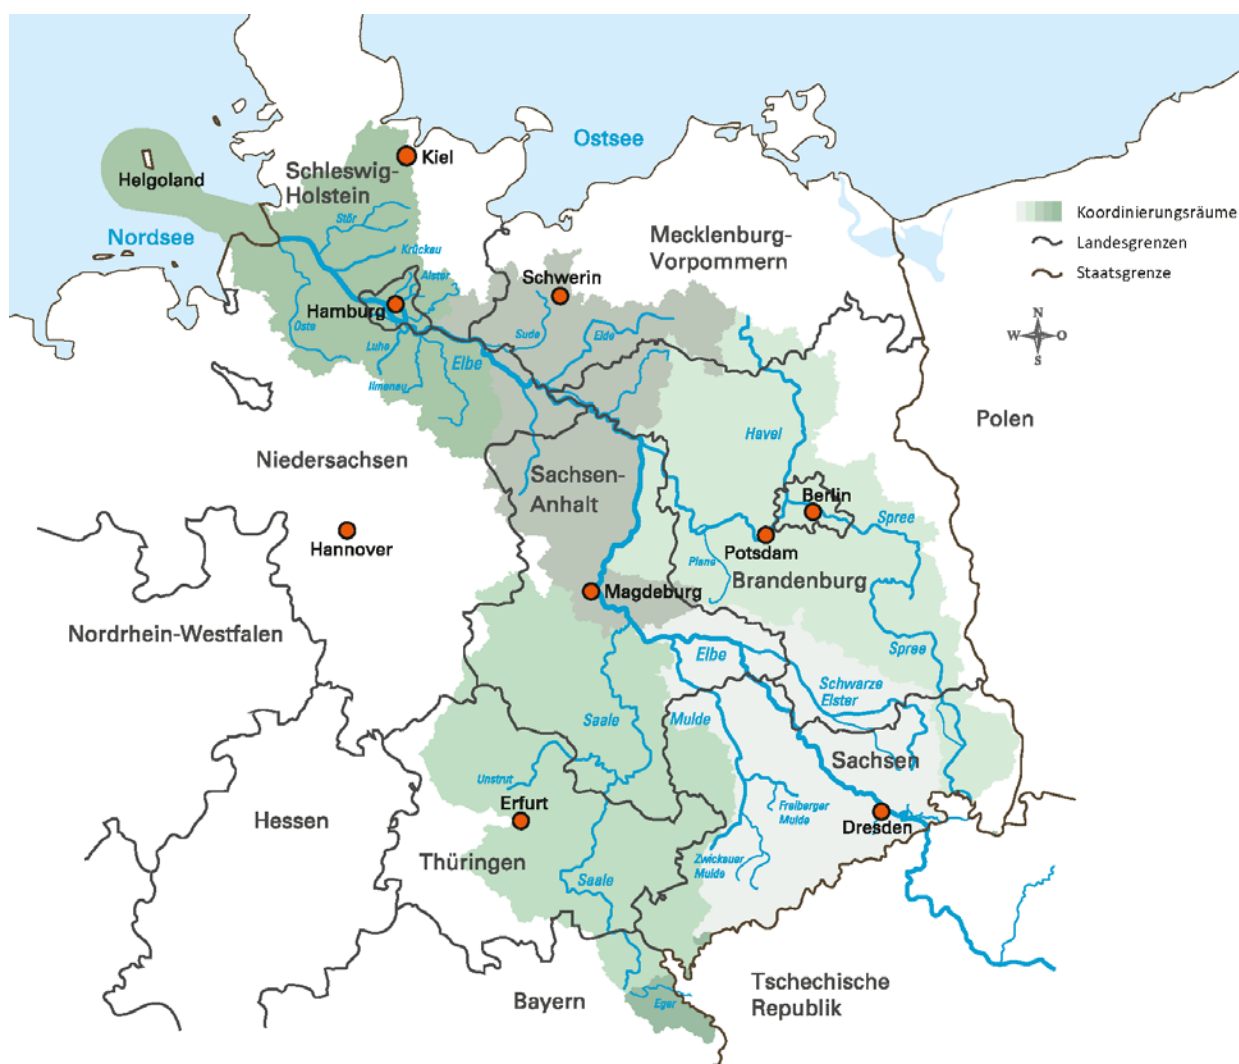 Ostsee
Kiel
Schleswig-
Holstein
Helgoland
Stör
Nordsee
Krückau
Mecklenburg-
Vorpommern
Koordinierungsräume
Landesgrenzen
Staatsgrenze
Alster
Schwerin
Hamburg
Oste
Sude
Elde
N
W
O
S
Luhe
Elbe
Ilmenau
Polen
Havel
Niedersachsen
Sachsen-
Anhalt
Berlin
Spree
Hannover
Potsdam
Plane
Brandenburg
Magdeburg
Nordrhein-Westfalen
Elbe
Spree
Schwarze
Elster
Saale
Mulde
Sachsen
Unstrut
Erfurt
Freiberger
Mulde
Hessen
Dresden
Thüringen
Zwickauer
Mulde
Saale
Tschechische
Republik
Bayern
Eger